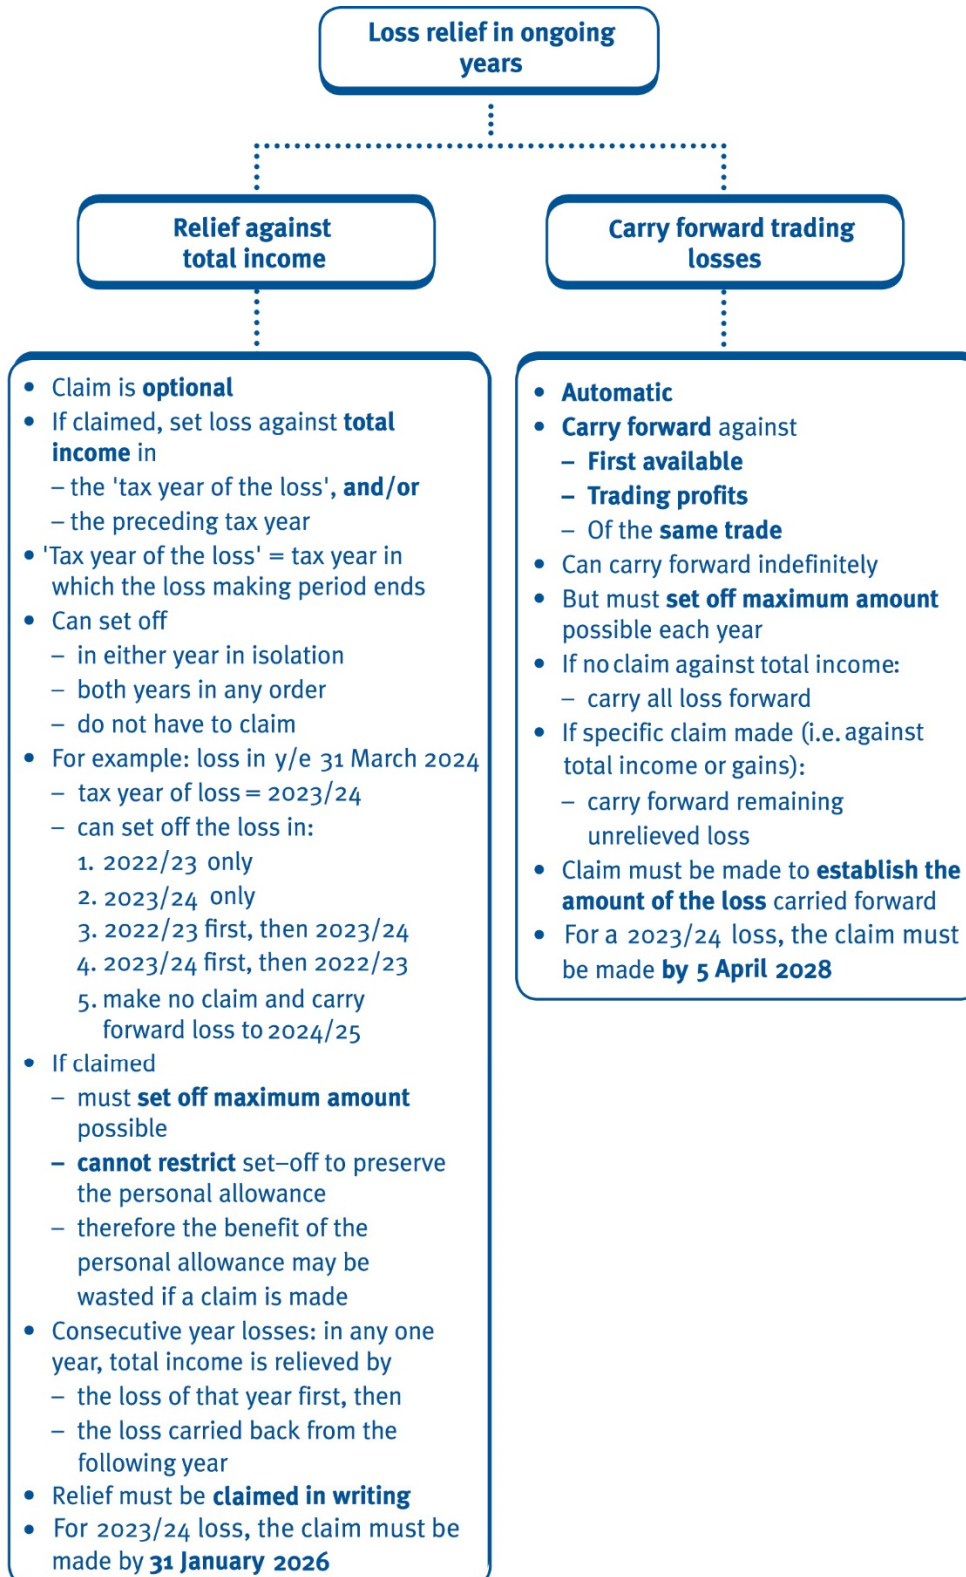 Loss relief in ongoing
years
Relief against
total income
Carry forward trading
losses
• Claim is optional
• If claimed, set loss against total
income in
– the 'tax year of the loss', and/or
– the preceding tax year
• 'Tax year of the loss' = tax year in
which the loss making period ends
• Can set off
– in either year in isolation
– both years in any order
– do not have to claim
• For example: loss in y/e 31 March 2024
– tax year of loss = 2023/24
– can set off the loss in:
1. 2022/23 only
2. 2023/24 only
3. 2022/23 first, then 2023/24
4. 2023/24 first, then 2022/23
5. make no claim and carry
forward loss to 2024/25
• If claimed
– must set off maximum amount
possible
– cannot restrict set–off to preserve
the personal allowance
– therefore the benefit of the
personal allowance may be
wasted if a claim is made
• Consecutive year losses: in any one
year, total income is relieved by
– the loss of that year first, then
– the loss carried back from the
following year
• Relief must be claimed in writing
• For 2023/24 loss, the claim must be
made by 31 January 2026
• Automatic
• Carry forward against
– First available
– Trading profits
– Of the same trade
• Can carry forward indefinitely
• But must set off maximum amount
possible each year
• If no claim against total income:
– carry all loss forward
• If specific claim made (i.e. against
total income or gains):
– carry forward remaining
unrelieved loss
• Claim must be made to establish the
amount of the loss carried forward
• For a 2023/24 loss, the claim must
be made by 5 April 2028